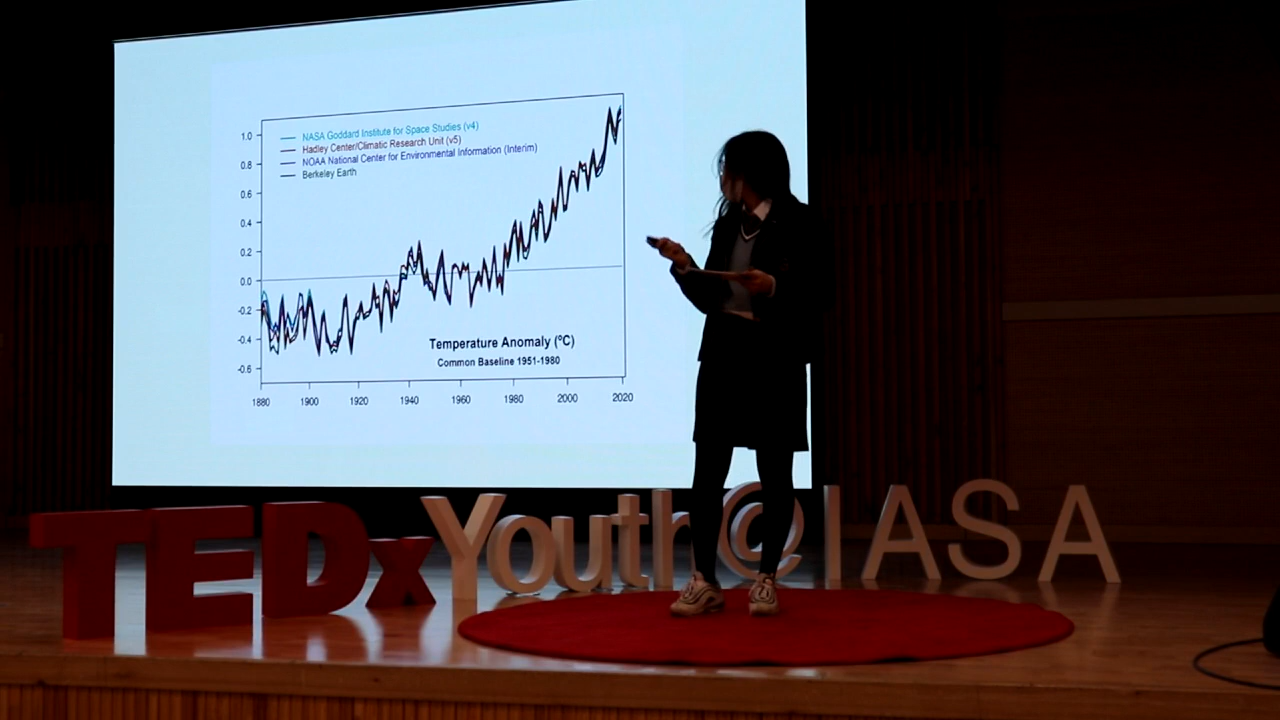 NASA Goddard Institute for Space Studies (v4)
Hadley Center/Climatic Research Unit (v5)
NOAA National Center for Environmental Information (Interim)
Berkeley Earth
1.0
0.8
0.6
0.4
0.2
0.0
-0.2
-0.4
-0.6
Temperature Anomaly (ºC)
Common Baseline 1951-1980
1880 1900 1920 1940 1960 1980 2000 2020
TEDxYouth@IASA